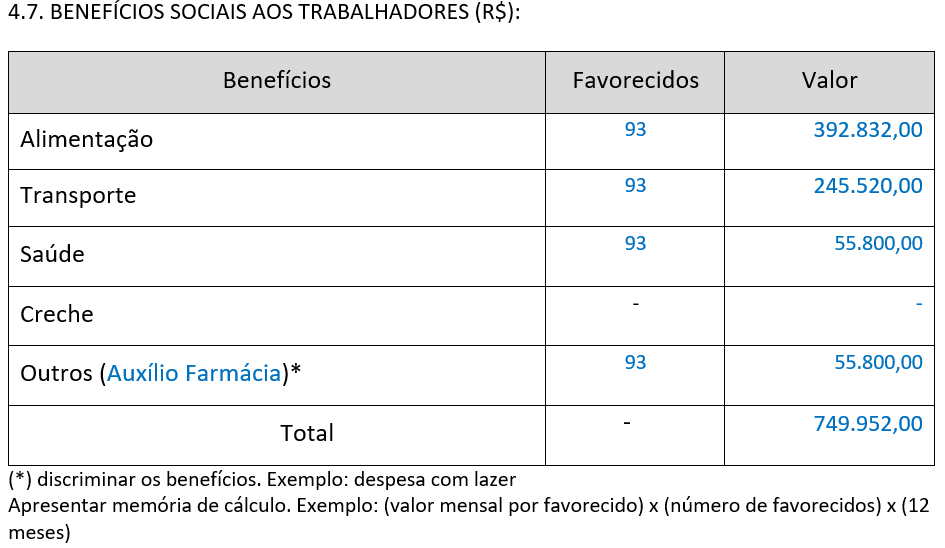 4.7. BENEFÍCIOS SOCIAIS AOS TRABALHADORES (R$):
Benefícios Favorecidos Valor
Alimentação 93 392.832,00
Transporte 93 245.520,00
Saúde 93 55.800,00
Creche - -
Outros (Auxílio Farmácia)* 93 55.800,00
Total - 749.952,00
(*) discriminar os benefícios. Exemplo: despesa com lazer
Apresentar memória de cálculo. Exemplo: (valor mensal por favorecido) x (número de favorecidos) x (12
meses)